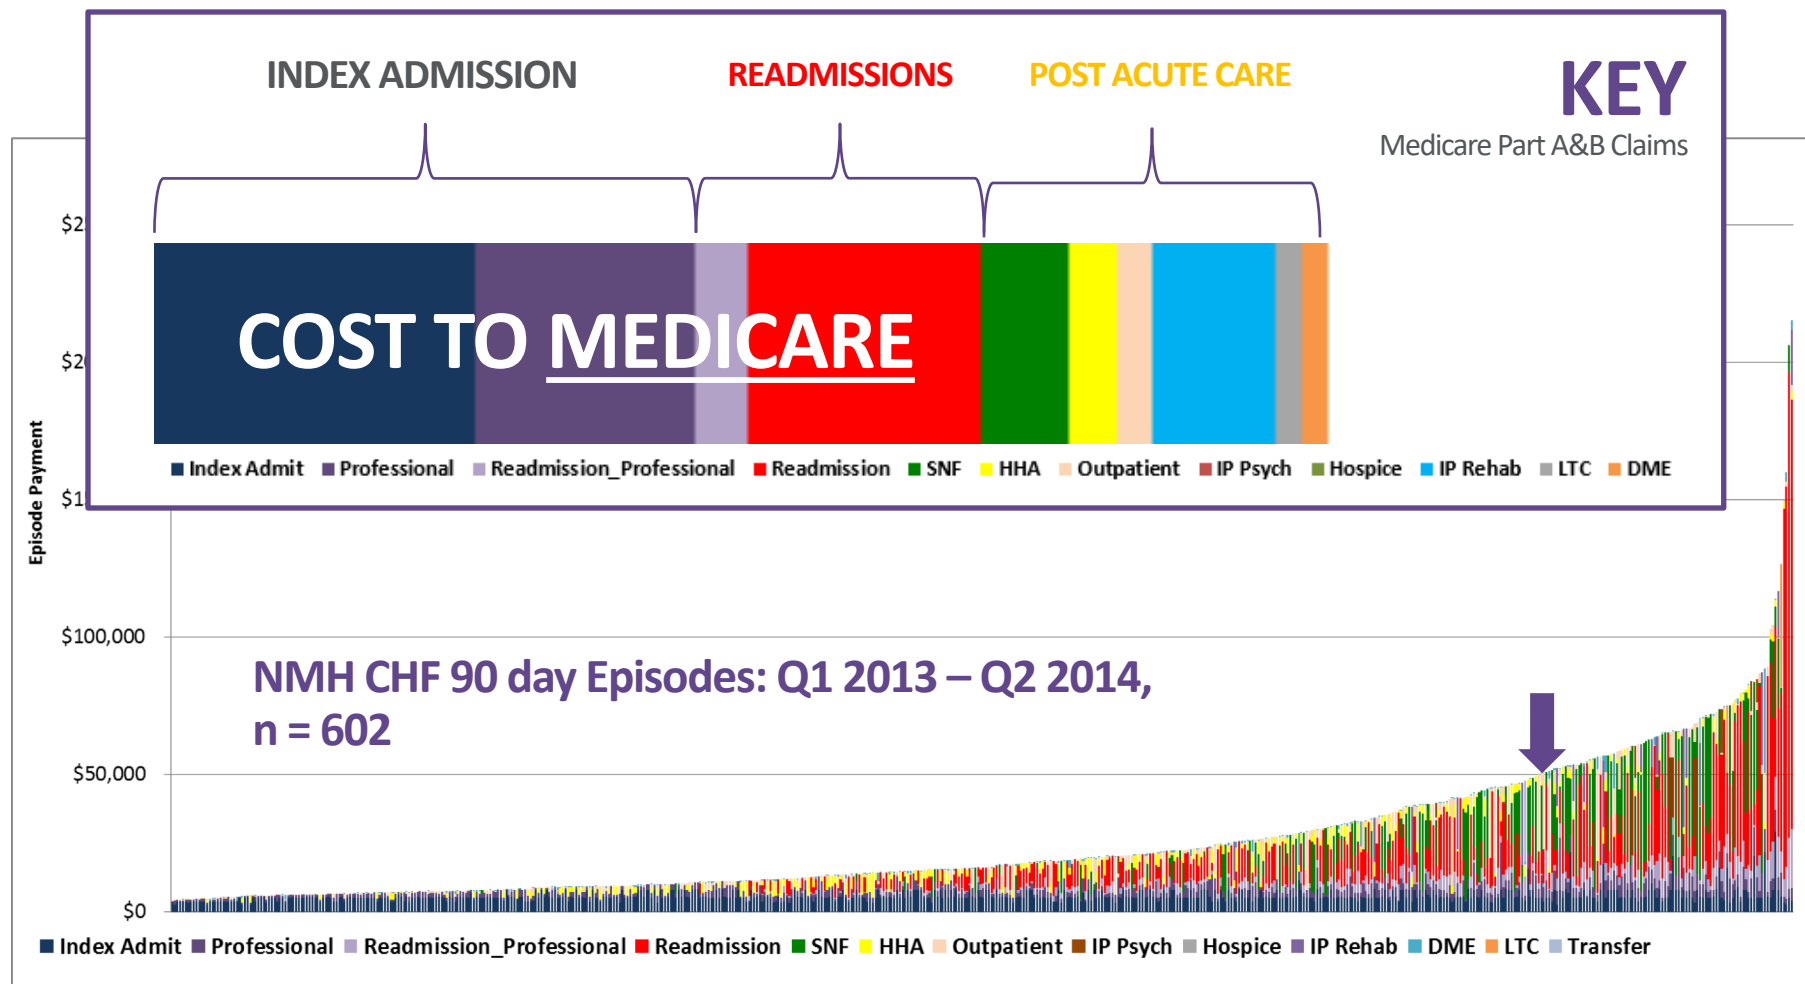 INDEX ADMISSION
READMISSIONS
POST ACUTE CARE
KEY
Medicare Part A&B Claims
COST TO MEDICARE
Index Admit Professional Readmission_Professional Readmission SNF HHA Outpatient IP Psych Hospice IP Rehab LTC DME
Episode Payment
$100,000
$50,000
$0
NMH CHF 90 day Episodes: Q1 2013 – Q2 2014,
n = 602
Index Admit Professional Readmission_Professional Readmission SNF HHA Outpatient IP Psych Hospice IP Rehab DME LTC Transfer